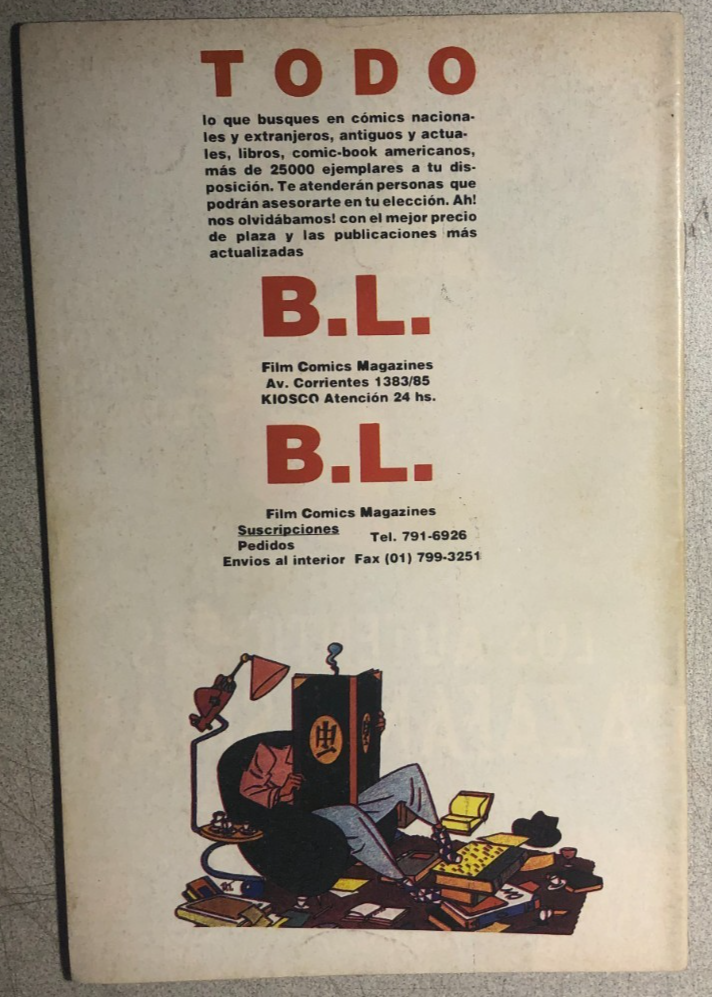 TODO
lo que busques en cómics naciona-
les y extranjeros, antiguos y actua-
les, libros, comic-book americanos,
más de 25000 ejemplares a tu dis-
posición. Te atenderán personas que
podrán asesorarte en tu elección. Ah!
nos olvidábamos! con el mejor precio
de plaza y las publicaciones más
actualizadas
B.L.
Film Comics Magazines
Av. Corrientes 1383/85
KIOSCO Atención 24 hs.
B.L.
Film Comics Magazines
Suscripciones
Pedidos
Tel. 791-6926
Envios al interior Fax (01) 799-3251